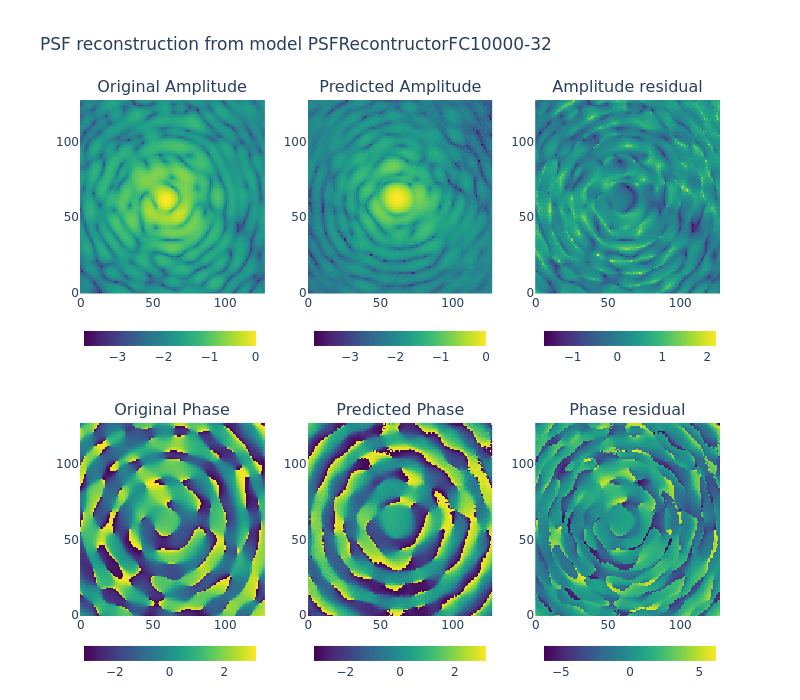 PSF reconstruction from model PSFRecontructorFC10000-32
Original Amplitude
Predicted Amplitude
Amplitude residual
100
50
0
0 50 100
100
50
0
0 50 100
100
50
0
0 50 100
−3 −2 −1 0
−3 −2 −1 0
−1 0 1 2
Original Phase
Predicted Phase
Phase residual
100
50
0
0 50 100
100
50
0
0 50 100
100
50
0
0 50 100
−2 0 2
−2 0 2
−5 0 5